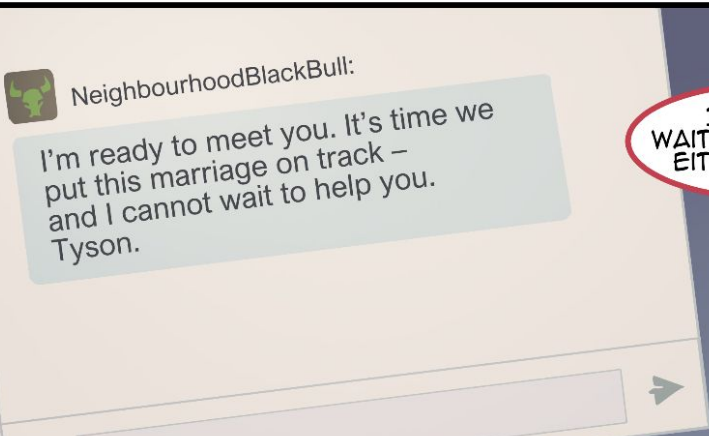 NeighbourhoodBlackBull:
I'm ready to meet you. It's time we
put this marriage on track –
and I cannot wait to help you.
Tyson.
WAIT